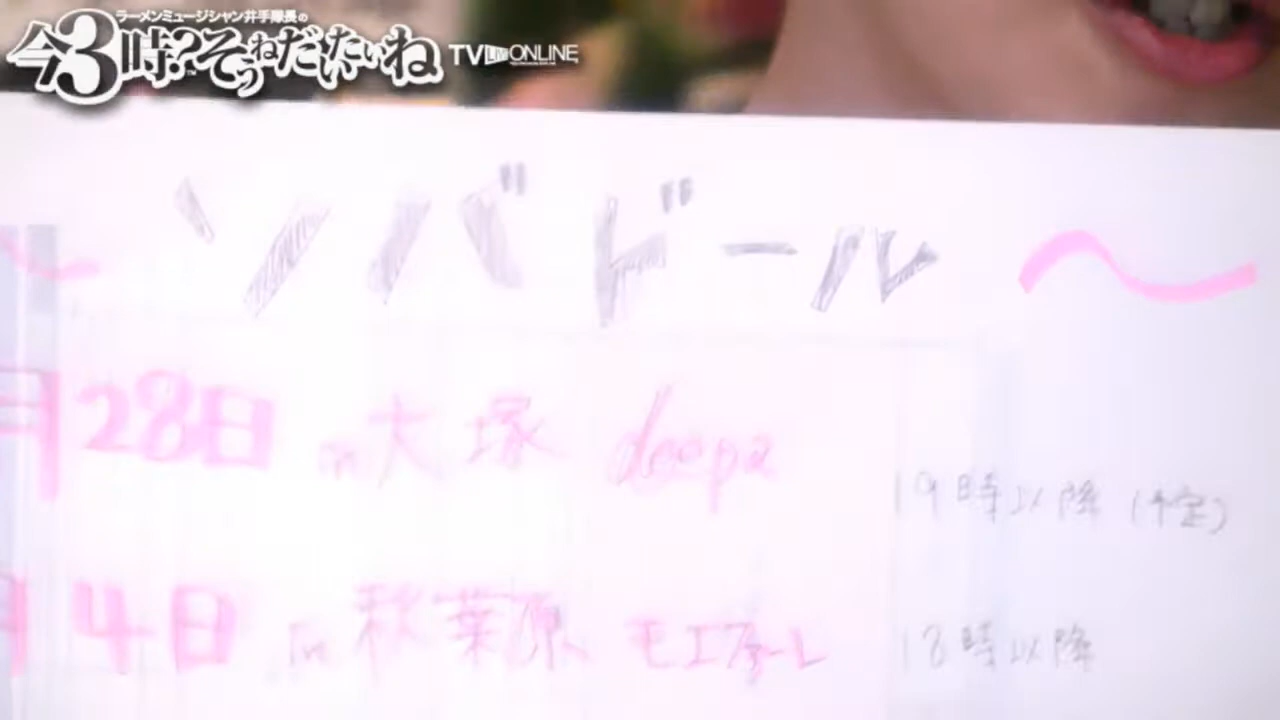 ラーメンミュージシャン井手隊長の
今3時?そうねだいたいね TV LIVE ONLINE
〜 ソバドール 〜
月28日 in 大塚 deepa 19時以降 (予定)
月4日 in 秋葉原 モエファーレ 18時以降